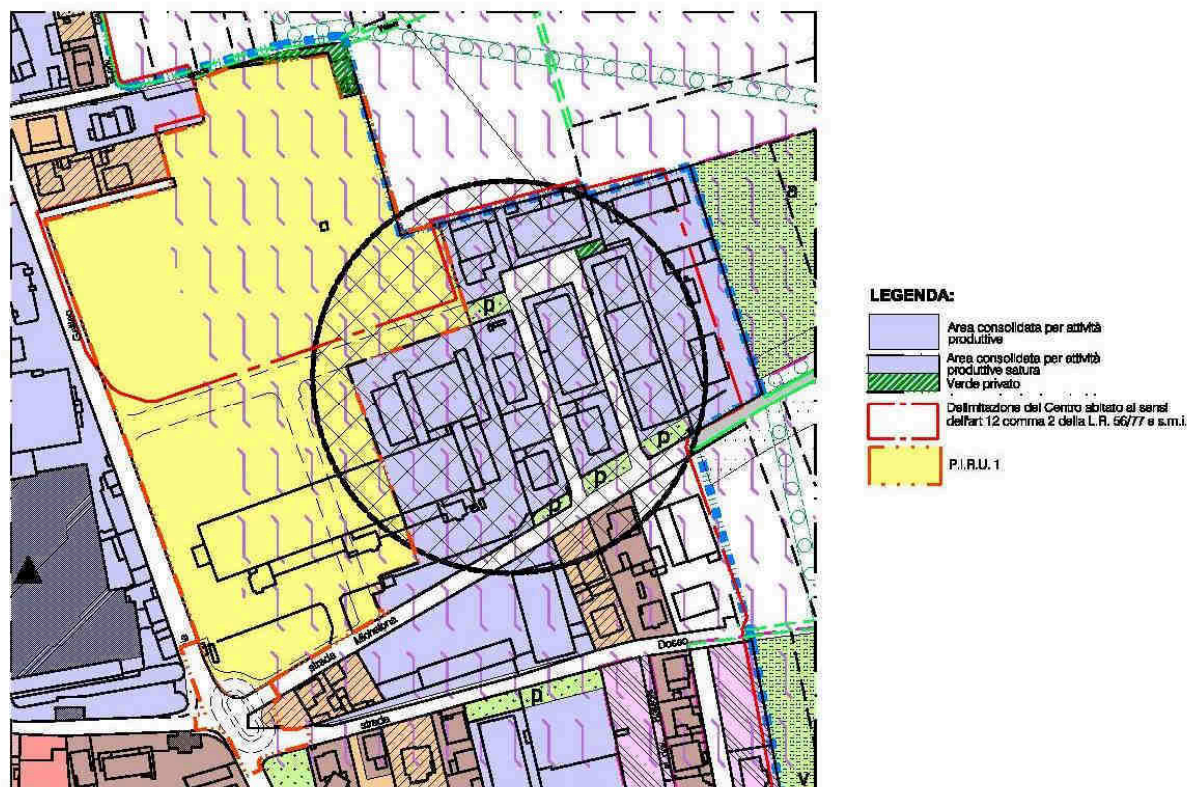 a
p
p
p
p
strada
Michelona
Dosso
strada
p
v
LEGENDA:
Area consolidata per attività
produttive
Area consolidata per attività
produttive satura
Verde privato
Delimitazione del Centro abitato ai sensi
dell'art 12 comma 2 della L.R. 56/77 e s.m.i.
P.I.R.U. 1